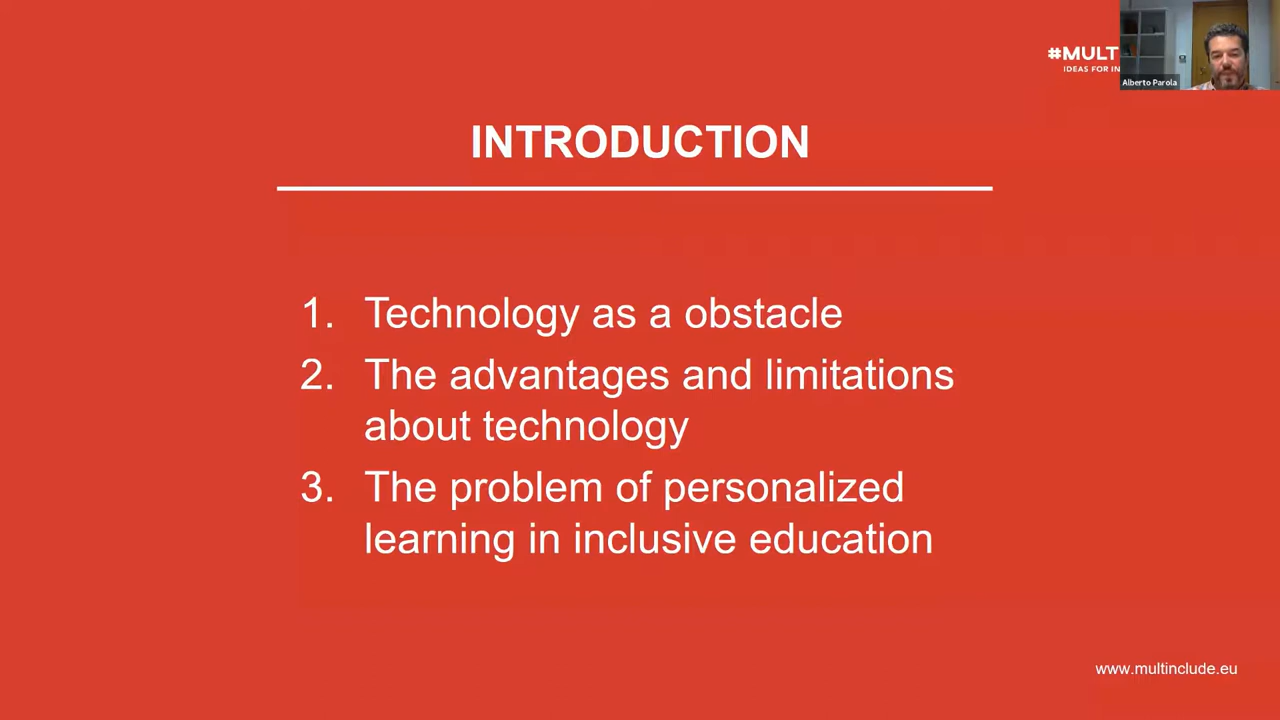 #MULT
IDEAS FOR IN
Alberto Parola
INTRODUCTION
1. Technology as a obstacle
2. The advantages and limitations
about technology
3. The problem of personalized
learning in inclusive education
www.multinclude.eu